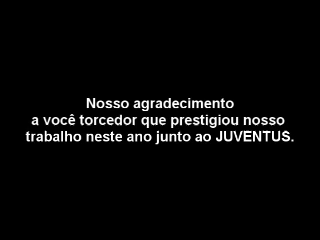 Nosso agradecimento
a você torcedor que prestigiou nosso
trabalho neste ano junto ao JUVENTUS.